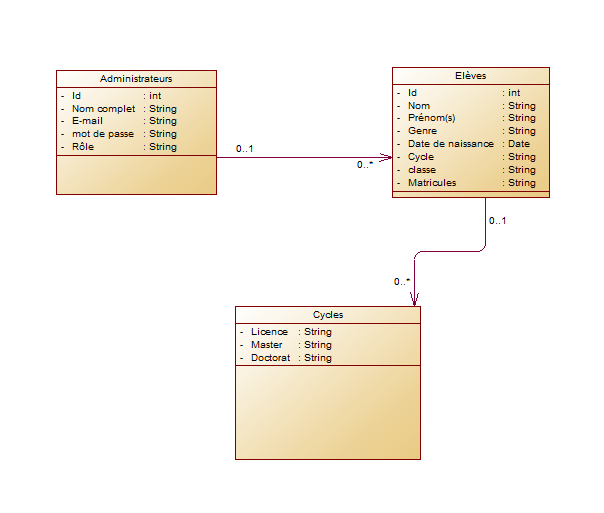 Administrateurs
- Id : int
- Nom complet : String
- E-mail : String
- mot de passe : String
- Rôle : String
Elèves
- Id : int
- Nom : String
- Prénom(s) : String
- Genre : String
- Date de naissance : Date
- Cycle : String
- classe : String
- Matricules : String
0..1
0..*
0..1
0..*
Cycles
- Licence : String
- Master : String
- Doctorat : String